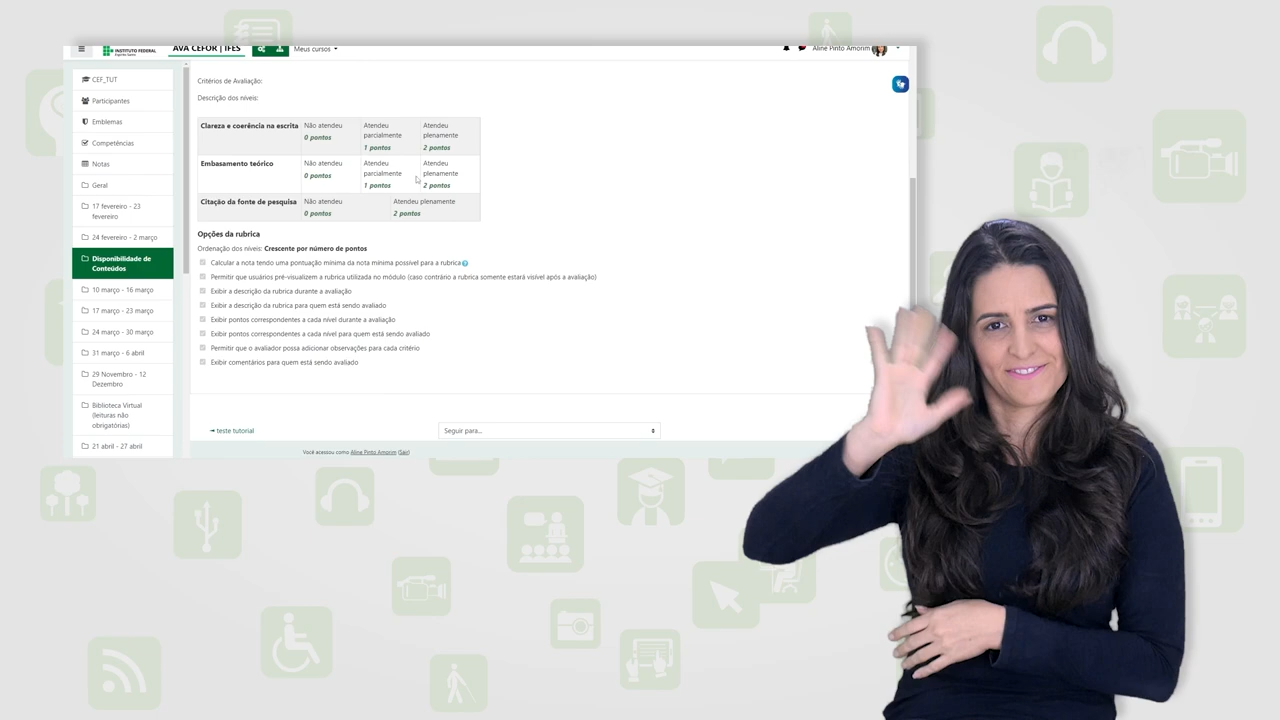 INSTITUTO FEDERAL
Espírito Santo
AVA CEFOR | IFES
Meus cursos
Aline Pinto Amorim
CEF_TUT
Participantes
Emblemas
Competências
Notas
Geral
17 fevereiro - 23
fevereiro
24 fevereiro - 2 março
Disponibilidade de
Conteúdos
10 março - 16 março
17 março - 23 março
24 março - 30 março
31 março - 6 abril
29 Novembro - 12
Dezembro
Biblioteca Virtual
(leituras não
obrigatórias)
21 abril - 27 abril
Critérios de Avaliação:
Descrição dos níveis:
Clareza e coerência na escrita
Não atendeu
0 pontos
Atendeu
parcialmente
1 pontos
Atendeu
plenamente
2 pontos
Embasamento teórico
Não atendeu
0 pontos
Atendeu
parcialmente
1 pontos
Atendeu
plenamente
2 pontos
Citação da fonte de pesquisa
Não atendeu
0 pontos
Atendeu plenamente
2 pontos
Opções da rubrica
Ordenação dos níveis: Crescente por número de pontos
Calcular a nota tendo uma pontuação mínima da nota mínima possível para a rubrica
Permitir que usuários pré-visualizem a rubrica utilizada no módulo (caso contrário a rubrica somente estará visível após a avaliação)
Exibir a descrição da rubrica durante a avaliação
Exibir a descrição da rubrica para quem está sendo avaliado
Exibir pontos correspondentes a cada nível durante a avaliação
Exibir pontos correspondentes a cada nível para quem está sendo avaliado
Permitir que o avaliador possa adicionar observações para cada critério
Exibir comentários para quem está sendo avaliado
→ teste tutorial
Seguir para...
Você acessou como Aline Pinto Amorim (Sair)